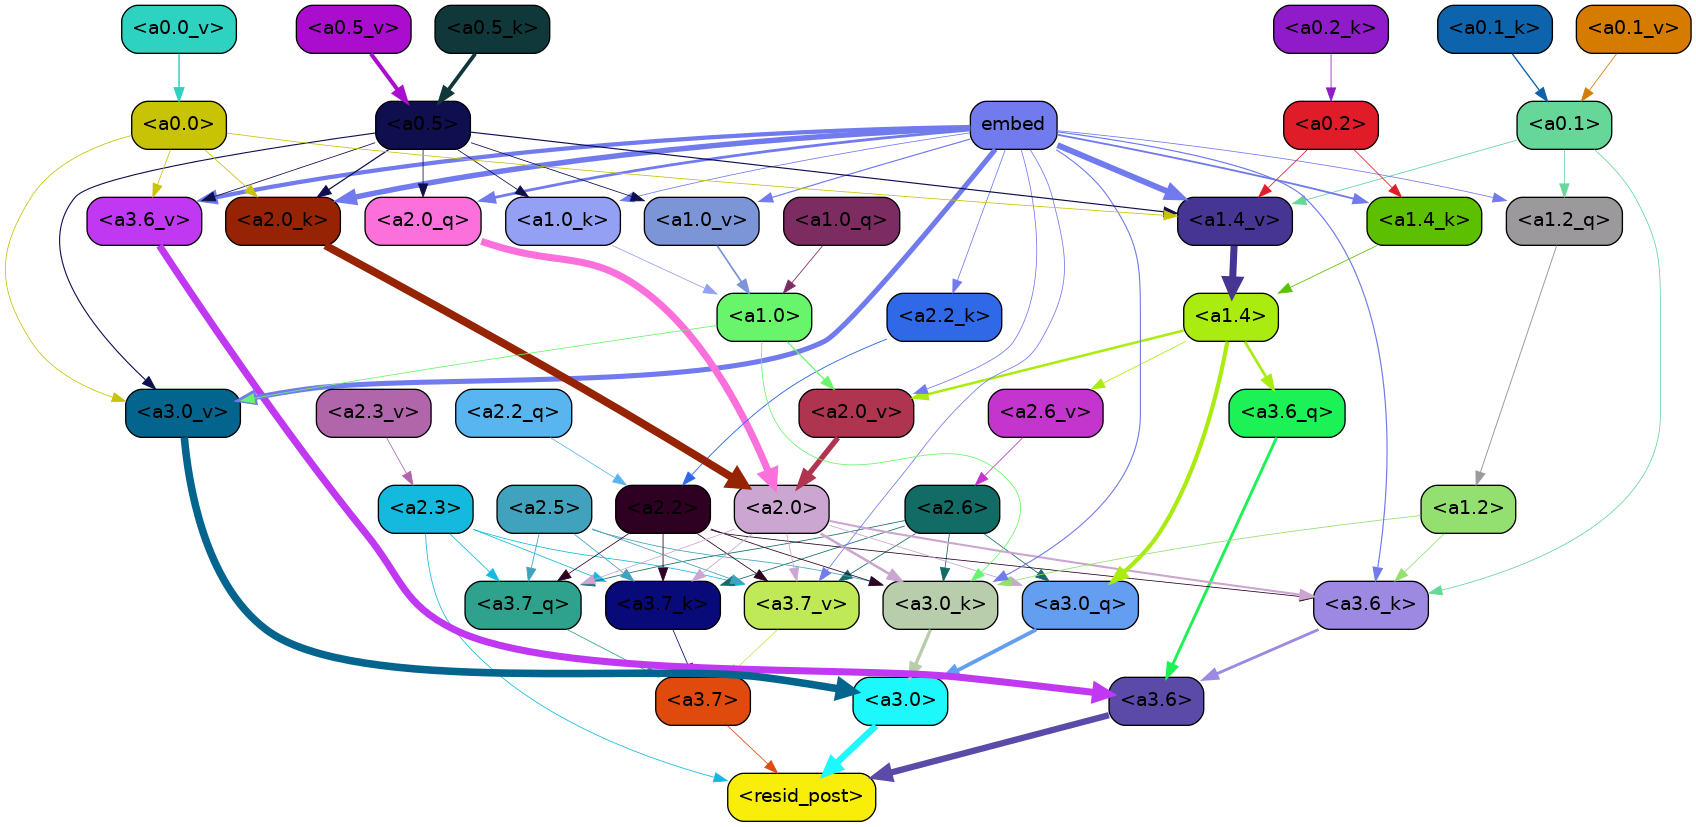 <a0.0_v> <a0.5_v> <a0.5_k> <a0.2_k> <a0.1_k> <a0.1_v>
<a0.0> <a0.5> embed <a0.2> <a0.1>
<a3.6_v> <a2.0_k> <a2.0_q> <a1.0_k> <a1.0_v> <a1.0_q> <a1.4_v> <a1.4_k> <a1.2_q>
<a1.0> <a2.2_k> <a1.4>
<a3.0_v> <a2.3_v> <a2.2_q> <a2.0_v> <a2.6_v> <a3.6_q>
<a2.3> <a2.5> <a2.2> <a2.0> <a2.6> <a1.2>
<a3.7_q> <a3.7_k> <a3.7_v> <a3.0_k> <a3.0_q> <a3.6_k>
<a3.7> <a3.0> <a3.6>
<resid_post>